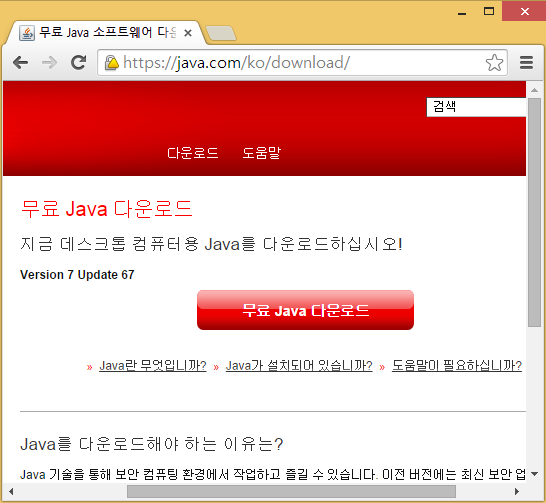 무료 Java 소프트웨어 다운
https://java.com/ko/download/
검색
다운로드 도움말
무료 Java 다운로드
지금 데스크톱 컴퓨터용 Java를 다운로드하십시오!
Version 7 Update 67
무료 Java 다운로드
» Java란 무엇입니까? » Java가 설치되어 있습니까? » 도움말이 필요하십니까?
Java를 다운로드해야 하는 이유는?
Java 기술을 통해 보안 컴퓨팅 환경에서 작업하고 즐길 수 있습니다. 이전 버전에는 최신 보안 업